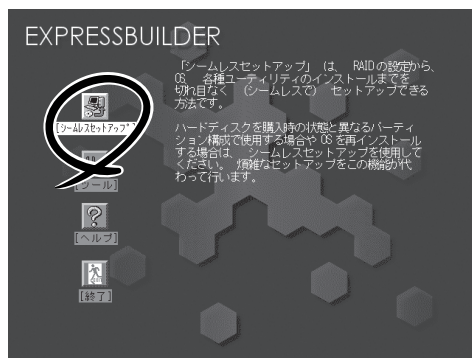 EXPRESSBUILDER
「シームレスセットアップ」 は、 RAIDの設定から、
OS、 各種ユーティリティのインストールまでを
切れ目なく (シームレスで) セットアップできる
方法です。
ハードディスクを購入時の状態と異なるパーティ
ション構成で使用する場合や OSを再インストール
する場合は、 シームレスセットアップを使用して
ください。 煩雑なセットアップをこの機能が代
わって行います。
[シームレスセットアップ]
[ツール]
[ヘルプ]
[終了]